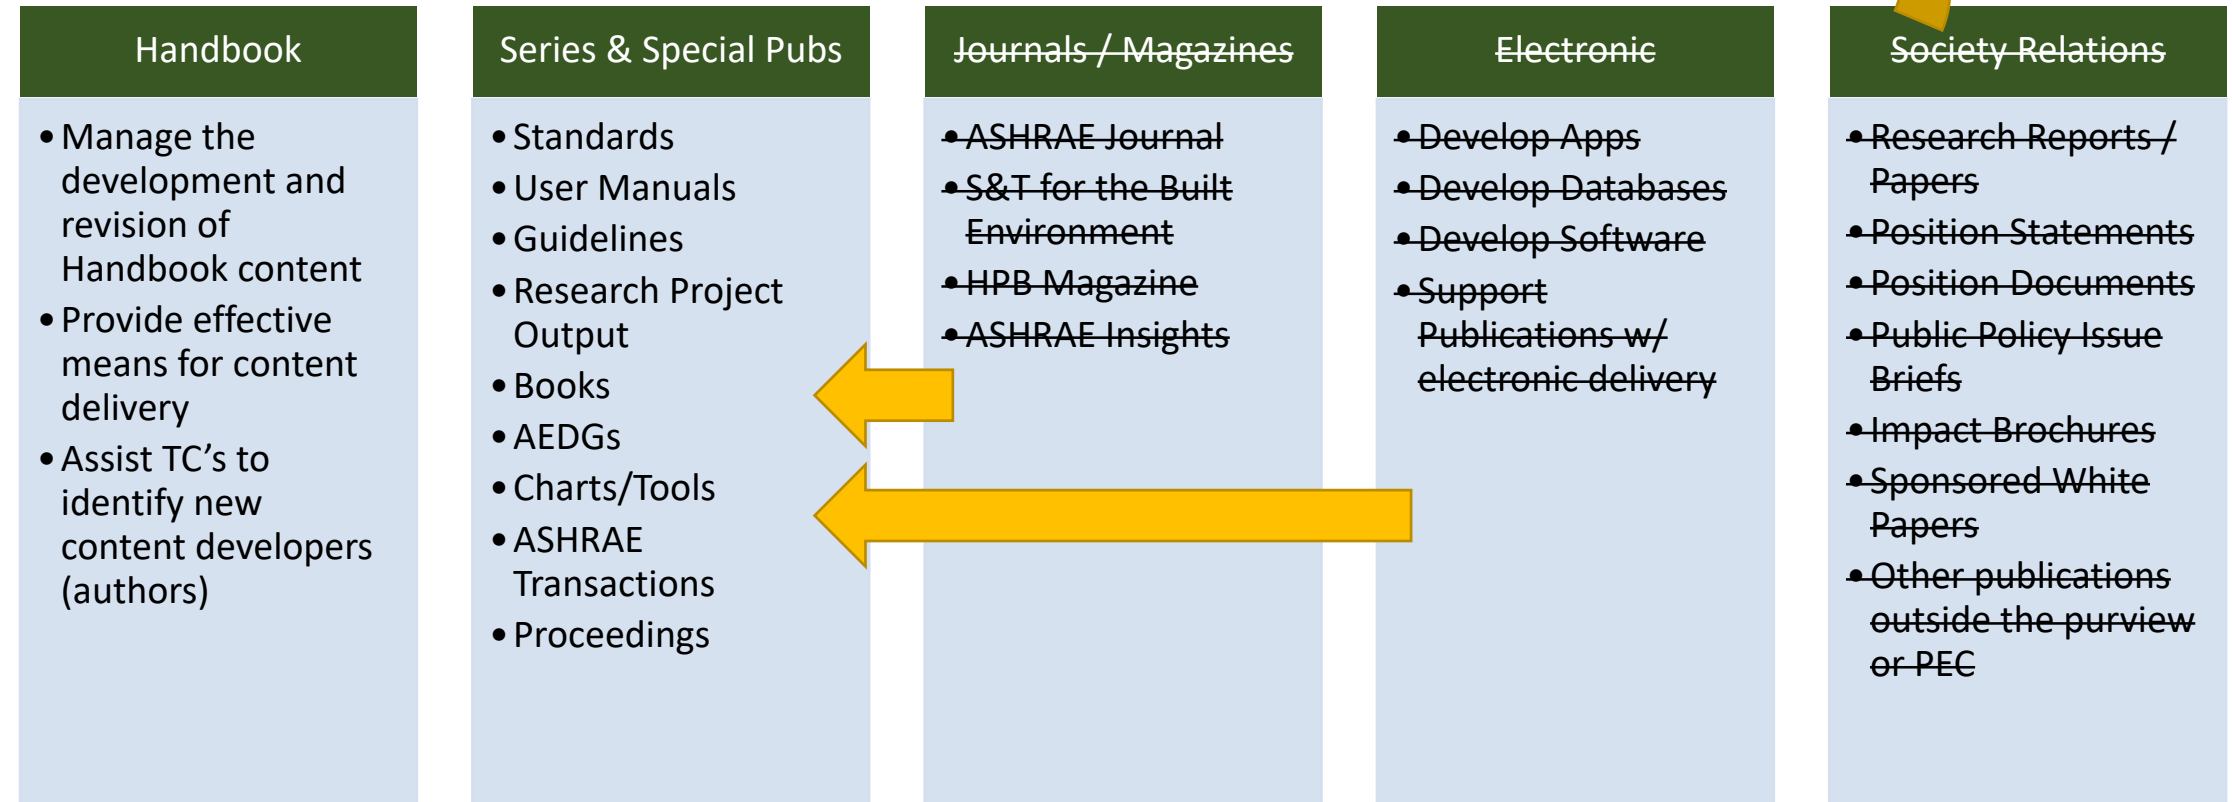 Handbook
• Manage the
development and
revision of
Handbook content
• Provide effective
means for content
delivery
• Assist TC’s to
identify new
content developers
(authors)
Series & Special Pubs
• Standards
• User Manuals
• Guidelines
• Research Project
Output
• Books
• AEDGs
• Charts/Tools
• ASHRAE
Transactions
• Proceedings
Journals / Magazines
• ASHRAE Journal
• S&T for the Built
Environment
• HPB Magazine
• ASHRAE Insights
Electronic
• Develop Apps
• Develop Databases
• Develop Software
• Support
Publications w/
electronic delivery
Society Relations
• Research Reports /
Papers
• Position Statements
• Position Documents
• Public Policy Issue
Briefs
• Impact Brochures
• Sponsored White
Papers
• Other publications
outside the purview
or PEC